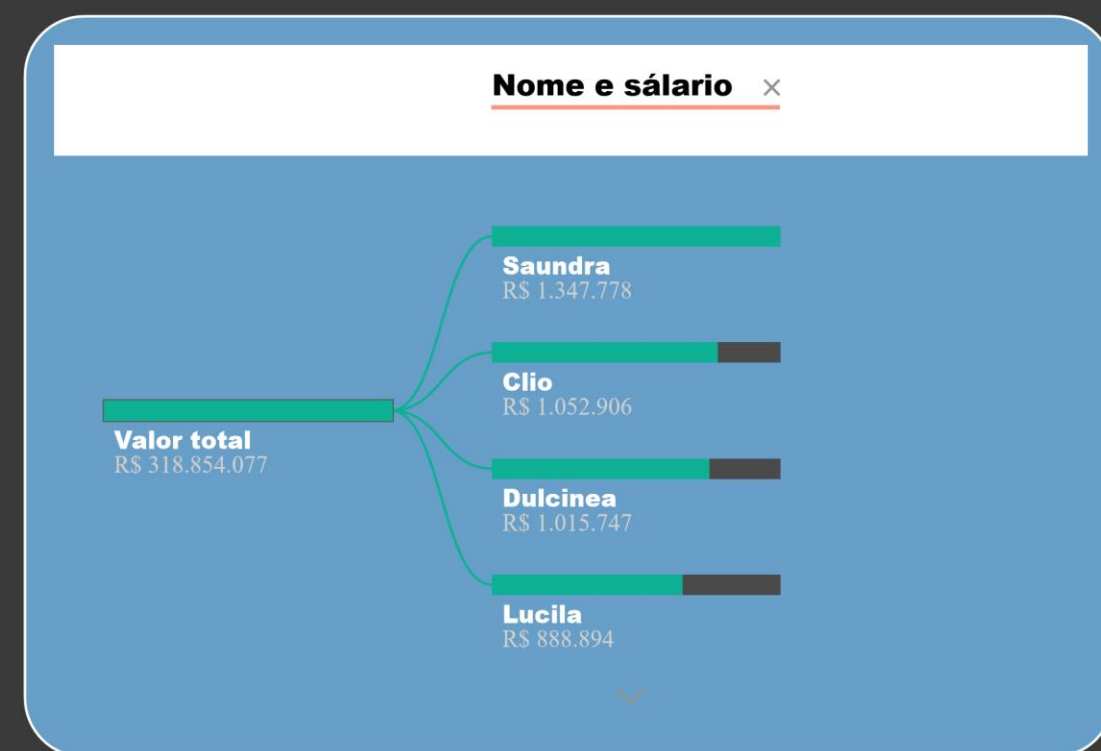 Nome e sálario
Saundra
R$ 1.347.778
Clio
R$ 1.052.906
Valor total
R$ 318.854.077
Dulcinea
R$ 1.015.747
Lucila
R$ 888.894